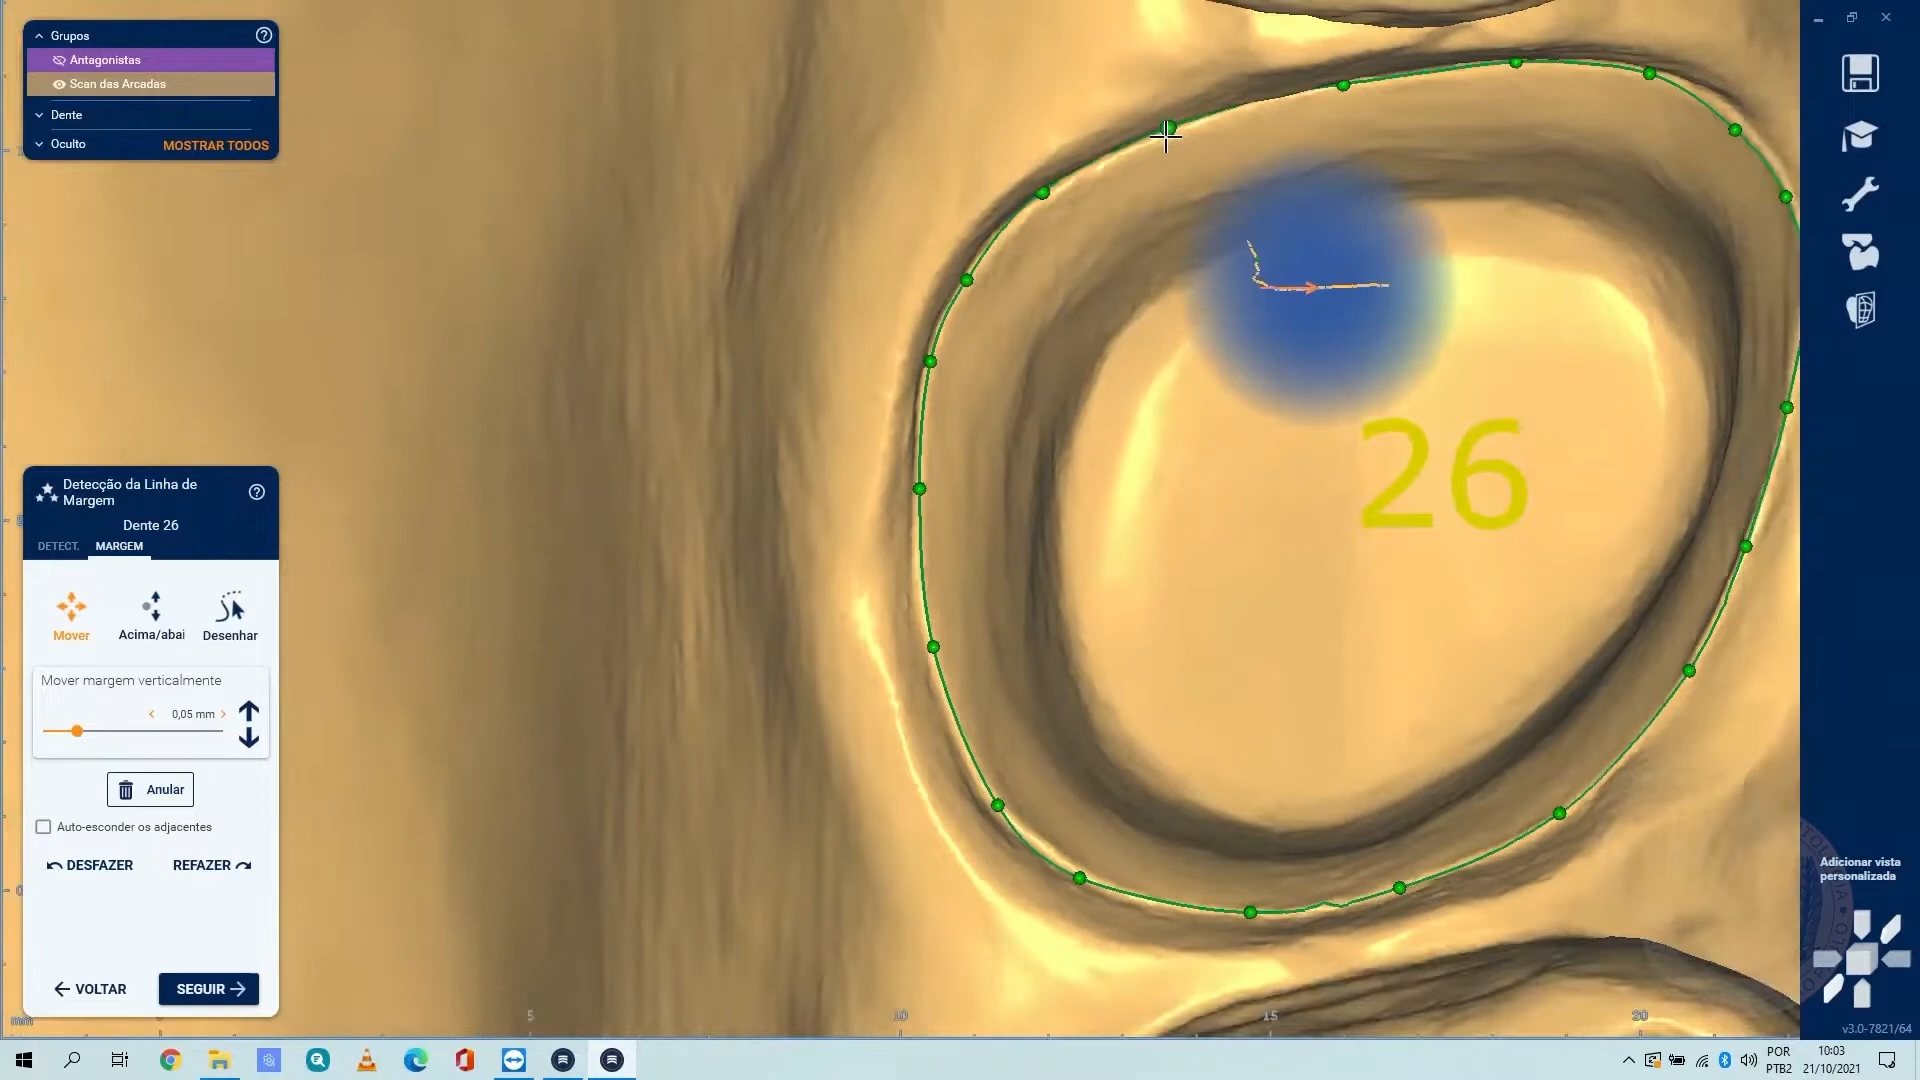 Grupos
Antagonistas
Scan das Arcadas
Dente
Oculto MOSTRAR TODOS
26
Detecção da Linha de
Margem
Dente 26
DETECT. MARGEM
Mover Acima/abai Desenhar
Mover margem verticalmente
0,05 mm
Anular
Auto-esconder os adjacentes
DESFAZER REFAZER
VOLTAR SEGUIR
Adicionar vista
personalizada
0
mm 5 10 15 20
v3.0-7821/64
POR 10:03
PTB2 21/10/2021